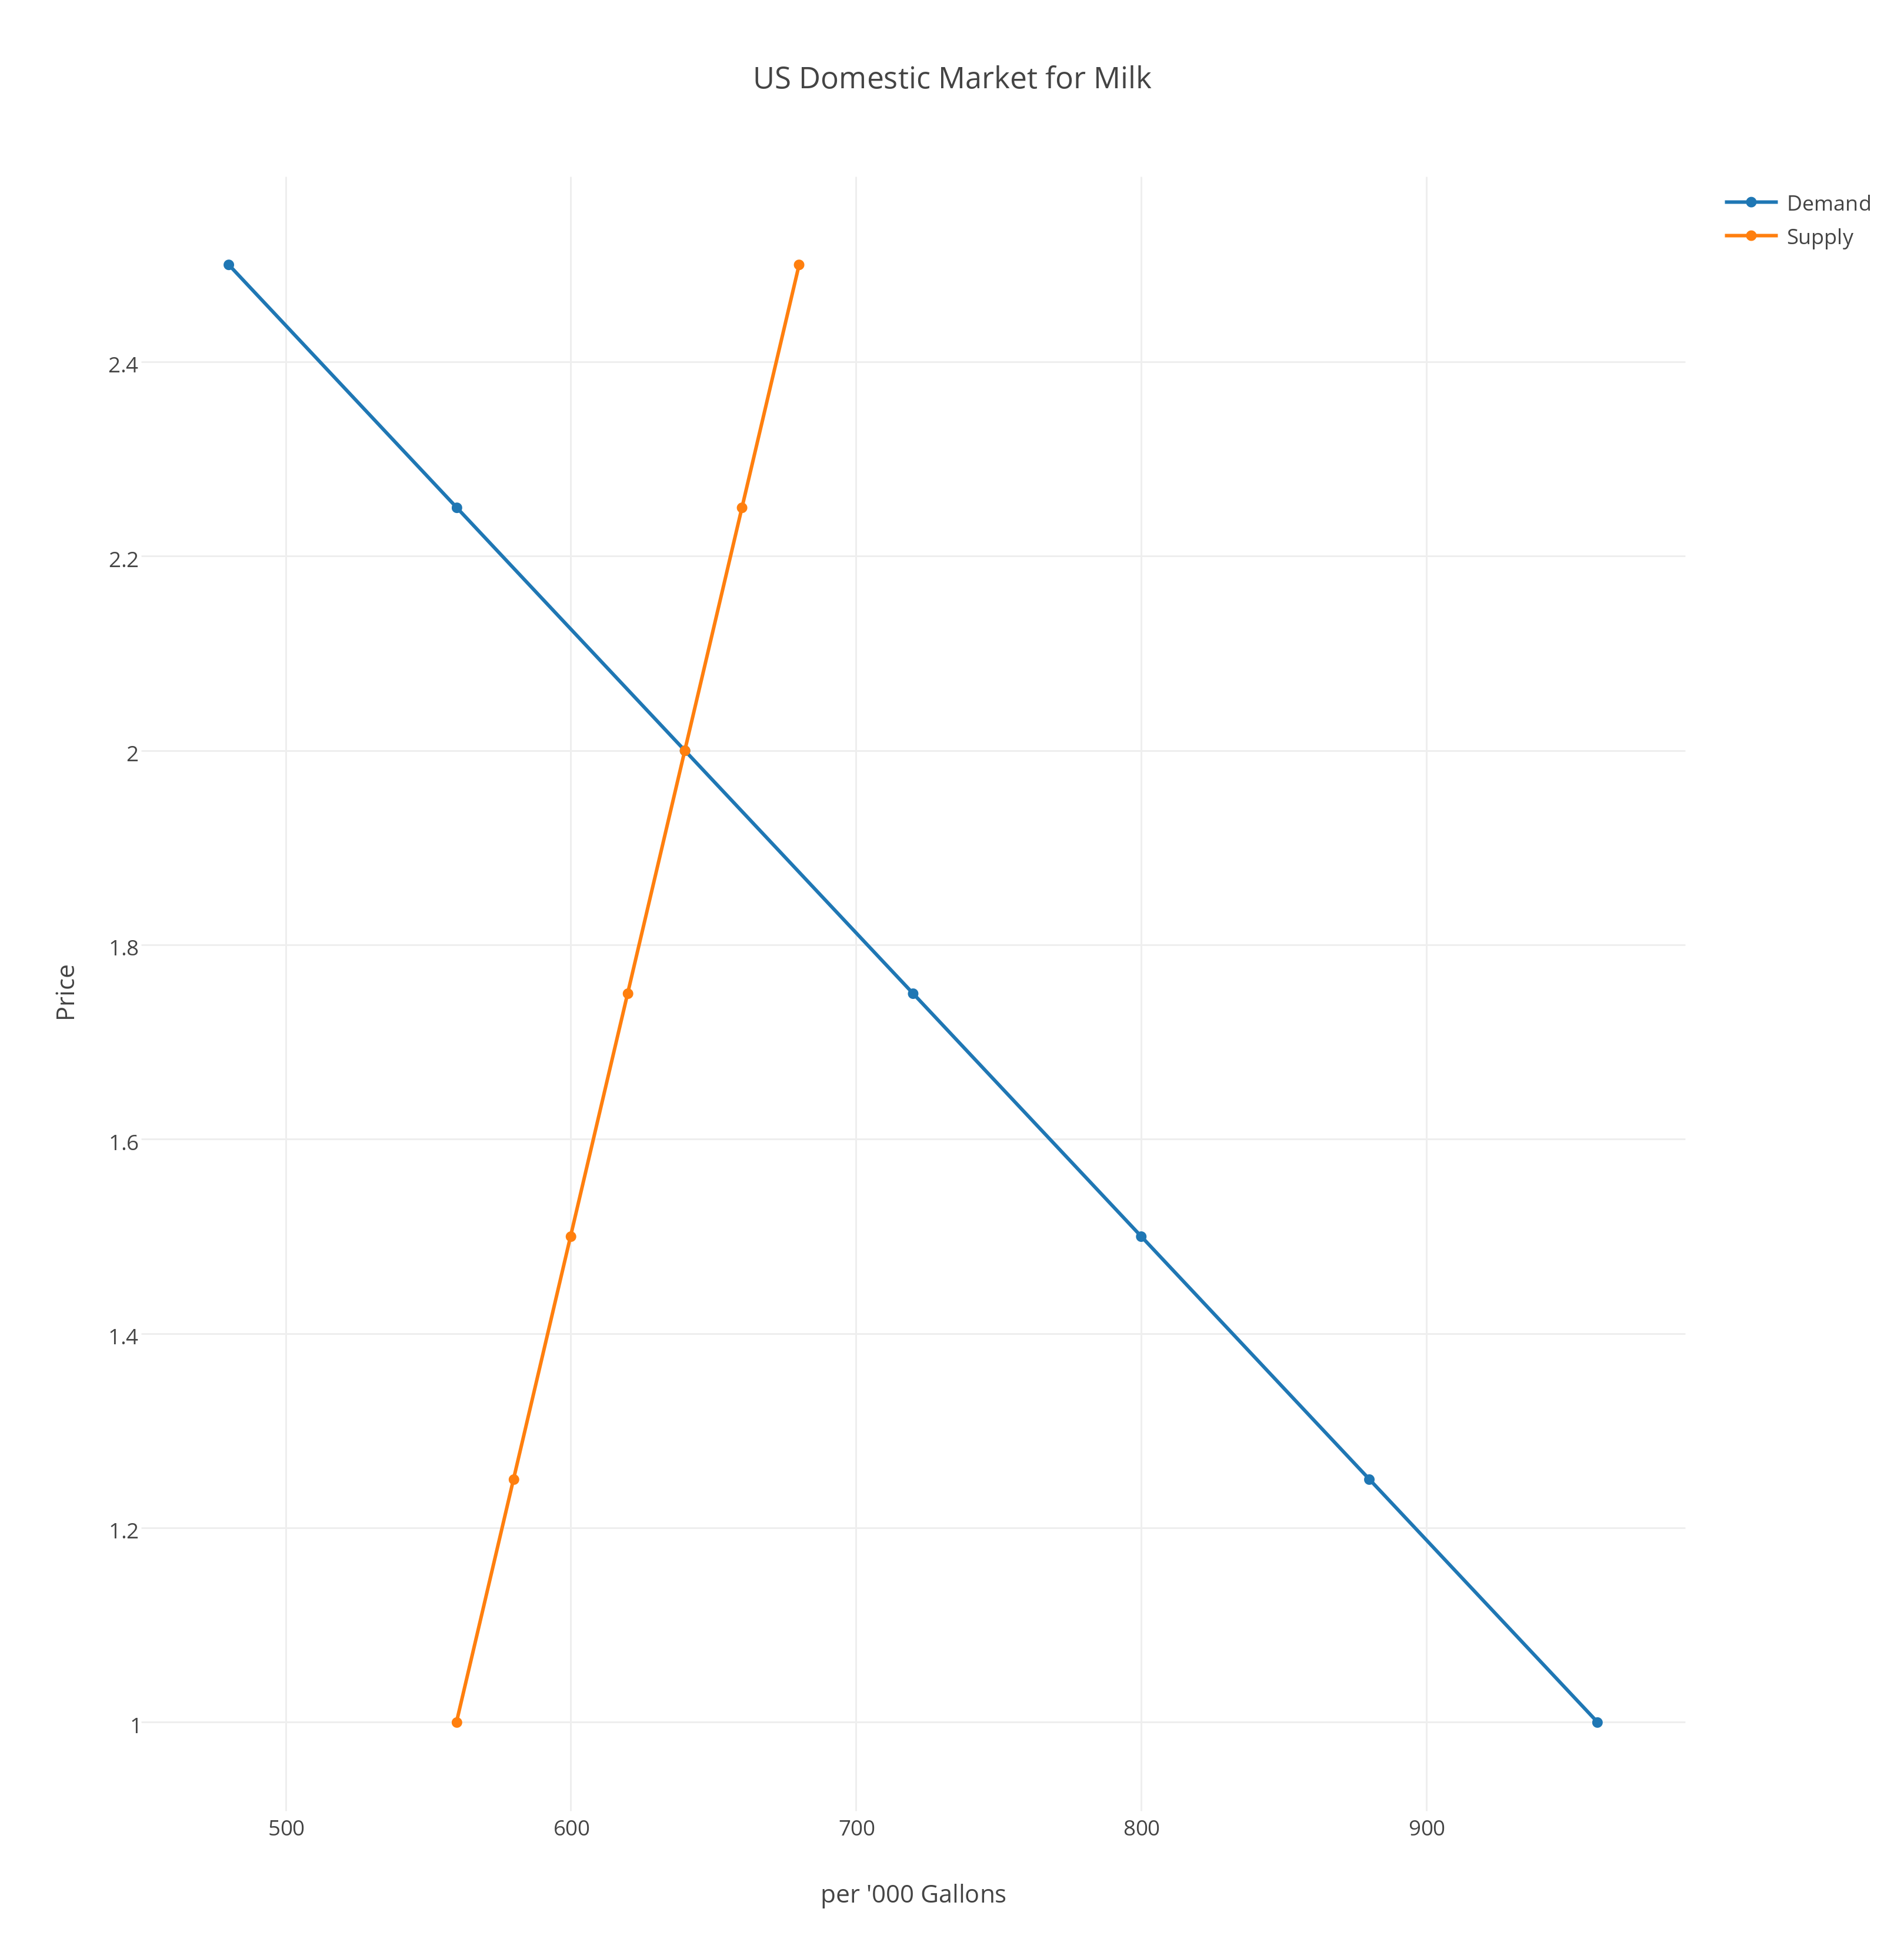 US Domestic Market for Milk
Demand
Supply
2.4
2.2
2
1.8
1.6
1.4
1.2
1
Price
500 600 700 800 900
per '000 Gallons